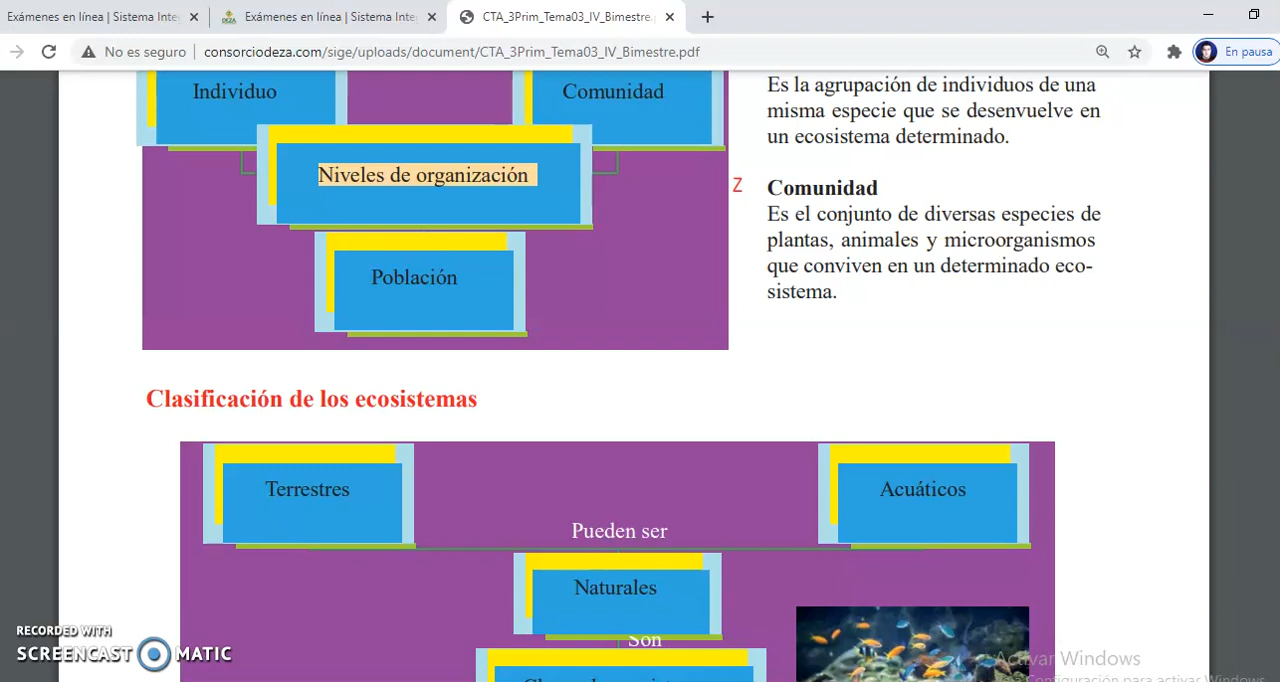 Exámenes en línea | Sistema Inte
Exámenes en línea | Sistema Inte
CTA_3Prim_Tema03_IV_Bimestre.
No es seguro
consorciodeza.com/sige/uploads/document/CTA_3Prim_Tema03_IV_Bimestre.pdf
En pausa
Individuo
Comunidad
Niveles de organización
Población
Es la agrupación de individuos de una
misma especie que se desenvuelve en
un ecosistema determinado.
Z
Comunidad
Es el conjunto de diversas especies de
plantas, animales y microorganismos
que conviven en un determinado eco-
sistema.
Clasificación de los ecosistemas
Terrestres
Acuáticos
Pueden ser
Naturales
Son
RECORDED WITH
SCREENCAST MATIC
Activar Windows
Configuración para activar Windows.